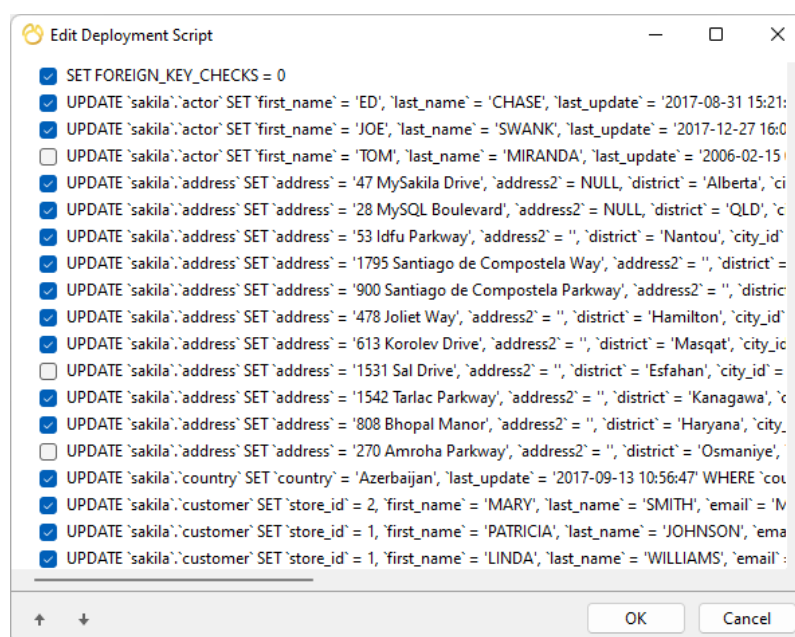 Edit Deployment Script
SET FOREIGN_KEY_CHECKS = 0
UPDATE `sakila`.`actor` SET `first_name` = 'ED', `last_name` = 'CHASE', `last_update` = '2017-08-31 15:21:
UPDATE `sakila`.`actor` SET `first_name` = 'JOE', `last_name` = 'SWANK', `last_update` = '2017-12-27 16:0
UPDATE `sakila`.`actor` SET `first_name` = 'TOM', `last_name` = 'MIRANDA', `last_update` = '2006-02-15
UPDATE `sakila`.`address` SET `address` = '47 MySakila Drive', `address2` = NULL, `district` = 'Alberta', `ci
UPDATE `sakila`.`address` SET `address` = '28 MySQL Boulevard', `address2` = NULL, `district` = 'QLD', `c
UPDATE `sakila`.`address` SET `address` = '53 Idfu Parkway', `address2` = '', `district` = 'Nantou', `city_id`
UPDATE `sakila`.`address` SET `address` = '1795 Santiago de Compostela Way', `address2` = '', `district` =
UPDATE `sakila`.`address` SET `address` = '900 Santiago de Compostela Parkway', `address2` = '', `distric
UPDATE `sakila`.`address` SET `address` = '478 Joliet Way', `address2` = '', `district` = 'Hamilton', `city_id`
UPDATE `sakila`.`address` SET `address` = '613 Korolev Drive', `address2` = '', `district` = 'Masqat', `city_id
UPDATE `sakila`.`address` SET `address` = '1531 Sal Drive', `address2` = '', `district` = 'Esfahan', `city_id` =
UPDATE `sakila`.`address` SET `address` = '1542 Tarlac Parkway', `address2` = '', `district` = 'Kanagawa', `c
UPDATE `sakila`.`address` SET `address` = '808 Bhopal Manor', `address2` = '', `district` = 'Haryana', `city_
UPDATE `sakila`.`address` SET `address` = '270 Amroha Parkway', `address2` = '', `district` = 'Osmaniye',
UPDATE `sakila`.`country` SET `country` = 'Azerbaijan', `last_update` = '2017-09-13 10:56:47' WHERE `cou
UPDATE `sakila`.`customer` SET `store_id` = 2, `first_name` = 'MARY', `last_name` = 'SMITH', `email` = 'M
UPDATE `sakila`.`customer` SET `store_id` = 1, `first_name` = 'PATRICIA', `last_name` = 'JOHNSON', `ema
UPDATE `sakila`.`customer` SET `store_id` = 1, `first_name` = 'LINDA', `last_name` = 'WILLIAMS', `email` =
OK
Cancel